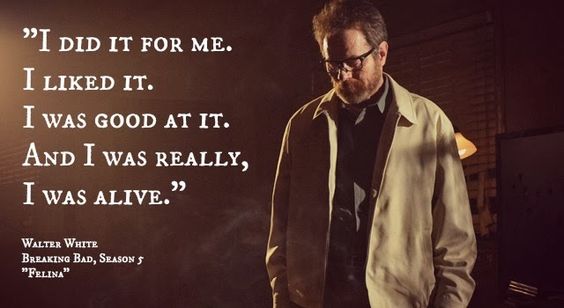 "I did it for me.
I liked it.
I was good at it.
And I was really,
I was alive."
Walter White
Breaking Bad, Season 5
"Felina"